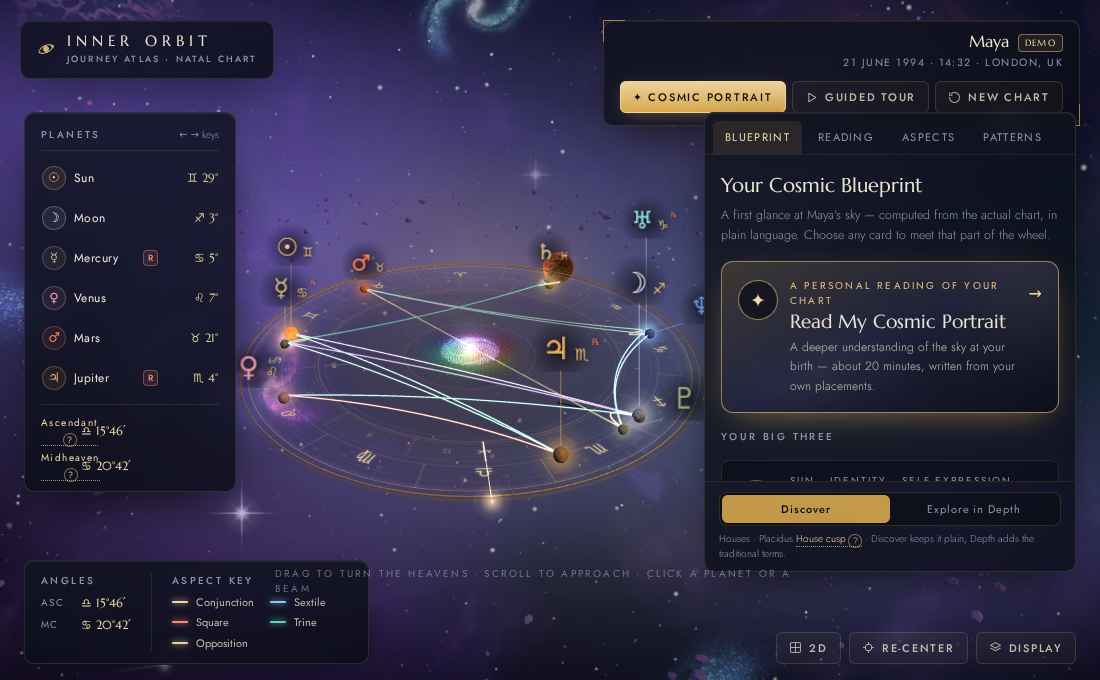 INNER ORBIT
JOURNEY ATLAS · NATAL CHART
Maya DEMO
21 JUNE 1994 · 14:32 · LONDON, UK
✦ COSMIC PORTRAIT
GUIDED TOUR
NEW CHART
PLANETS ← → keys
☉ Sun ♊ 29°
☽ Moon ♐ 3°
☿ Mercury R ♋ 5°
♀ Venus ♌ 7°
♂ Mars ♉ 21°
♃ Jupiter R ♏ 4°
Ascendant ? ♎ 15°46′
Midheaven ? ♋ 20°42′
BLUEPRINT READING ASPECTS PATTERNS
Your Cosmic Blueprint
A first glance at Maya's sky — computed from the actual chart, in
plain language. Choose any card to meet that part of the wheel.
A PERSONAL READING OF YOUR
CHART →
Read My Cosmic Portrait
A deeper understanding of the sky at your
birth — about 20 minutes, written from your
own placements.
YOUR BIG THREE
SUN · IDENTITY · SELF EXPRESSION
Discover
Explore in Depth
Houses · Placidus House cusp ? · Discover keeps it plain, Depth adds the
traditional terms.
ANGLES
ASC ♎ 15°46′
MC ♋ 20°42′
ASPECT KEY
Conjunction
Sextile
Square
Trine
Opposition
DRAG TO TURN THE HEAVENS · SCROLL TO APPROACH · CLICK A PLANET OR A
BEAM
2D
RE-CENTER
DISPLAY